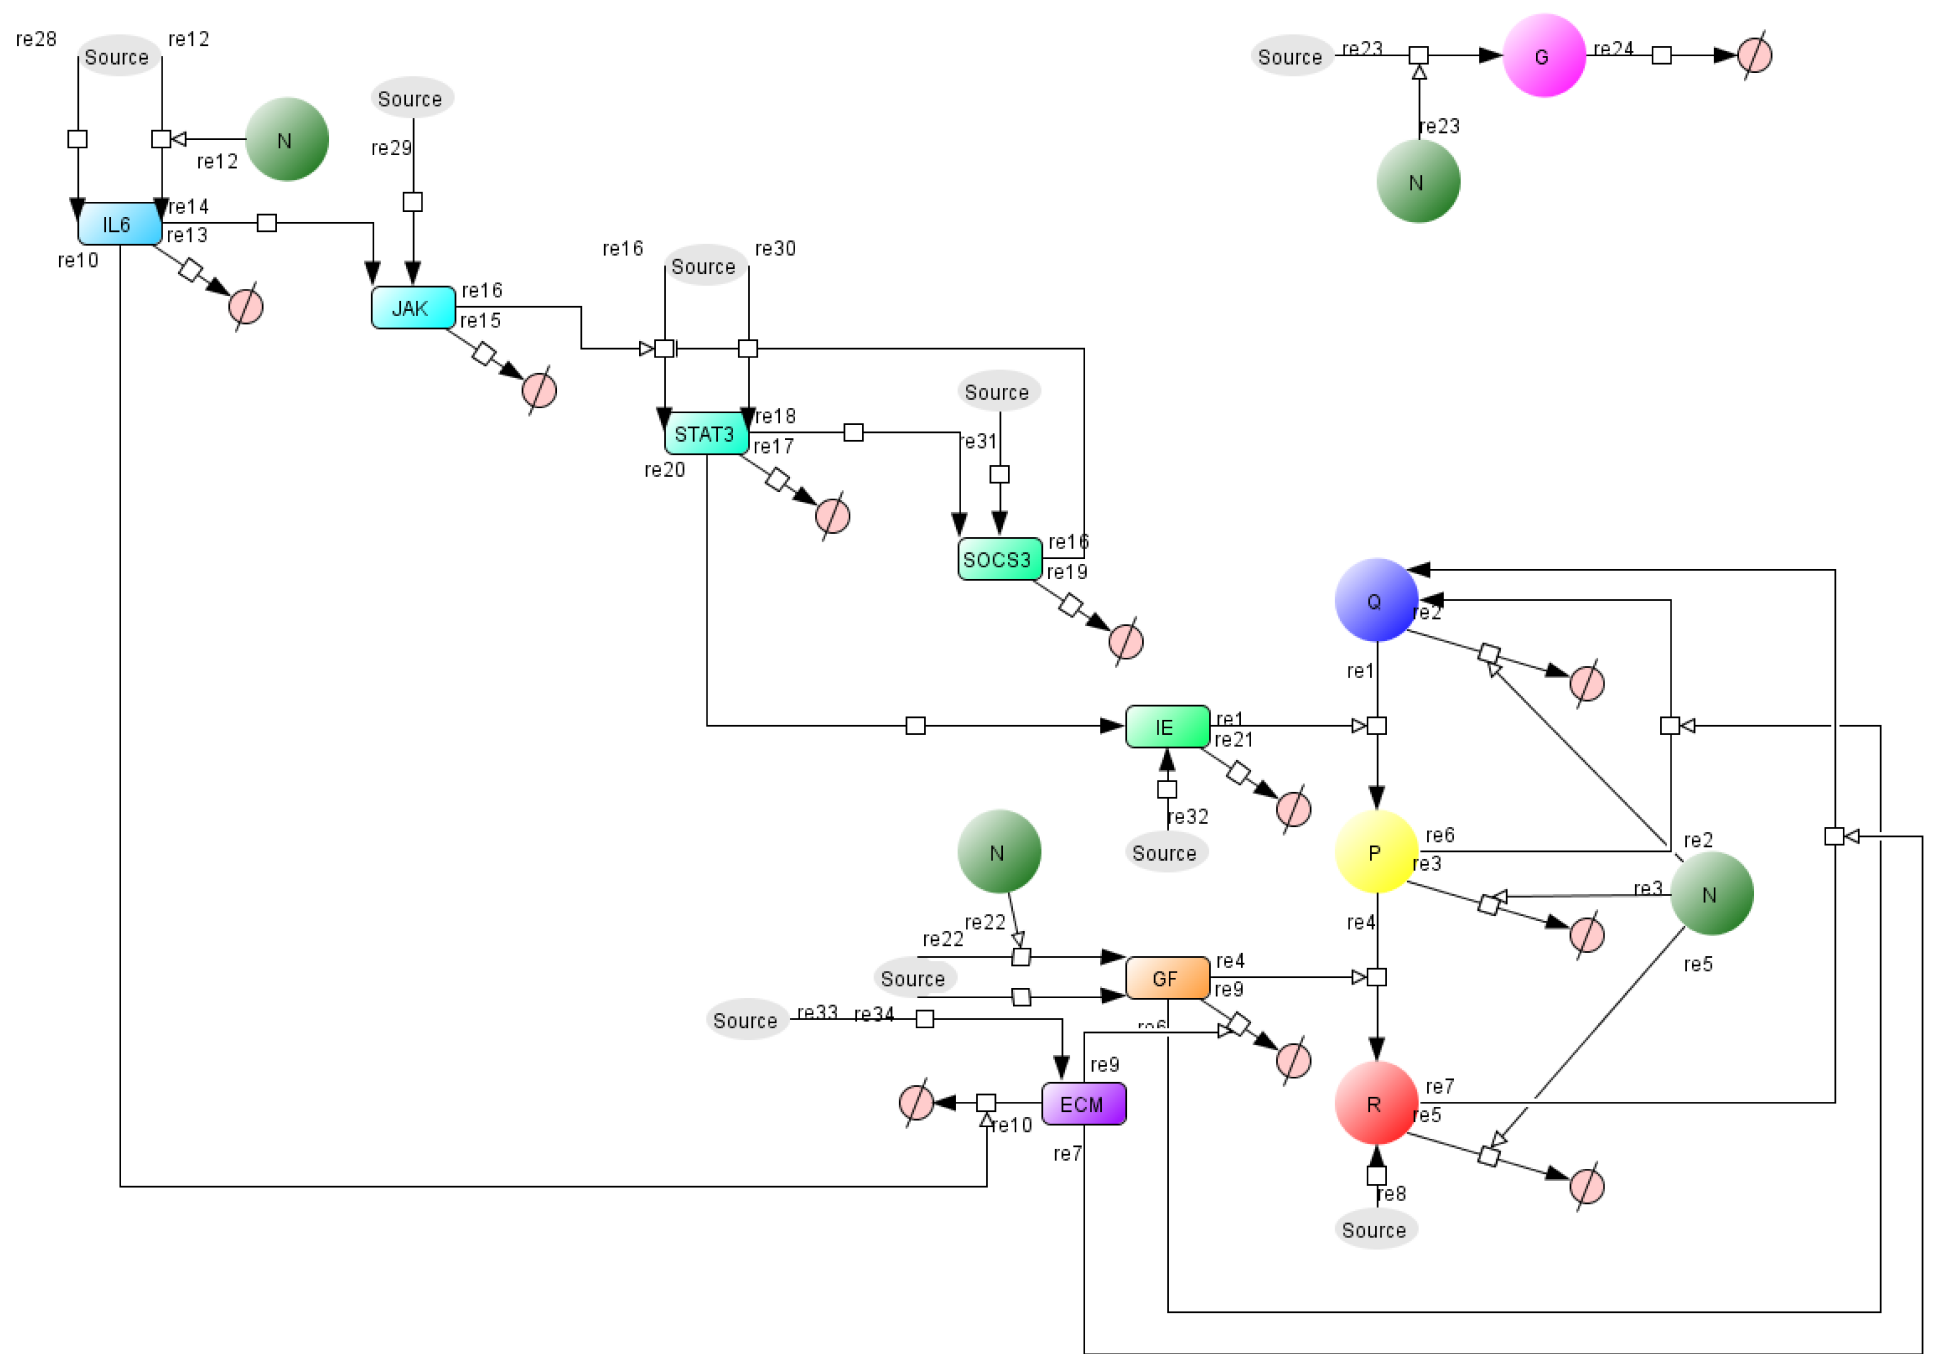 re28
re12
Source
Source
re23
G
re24
Source
N
re12
re29
re23
N
re14
IL6
re13
re10
re16
Source
re30
re16
JAK
re15
Source
re18
STAT3
re17
re20
re31
re16
SOCS3
re19
Q
re2
re1
re1
IE
re21
re32
Source
N
P
re6
re3
re2
re3
N
re4
re22
re22
re5
Source
GF
re4
re9
Source
re33
re34
re6
re9
ECM
re10
re7
R
re7
re5
re8
Source